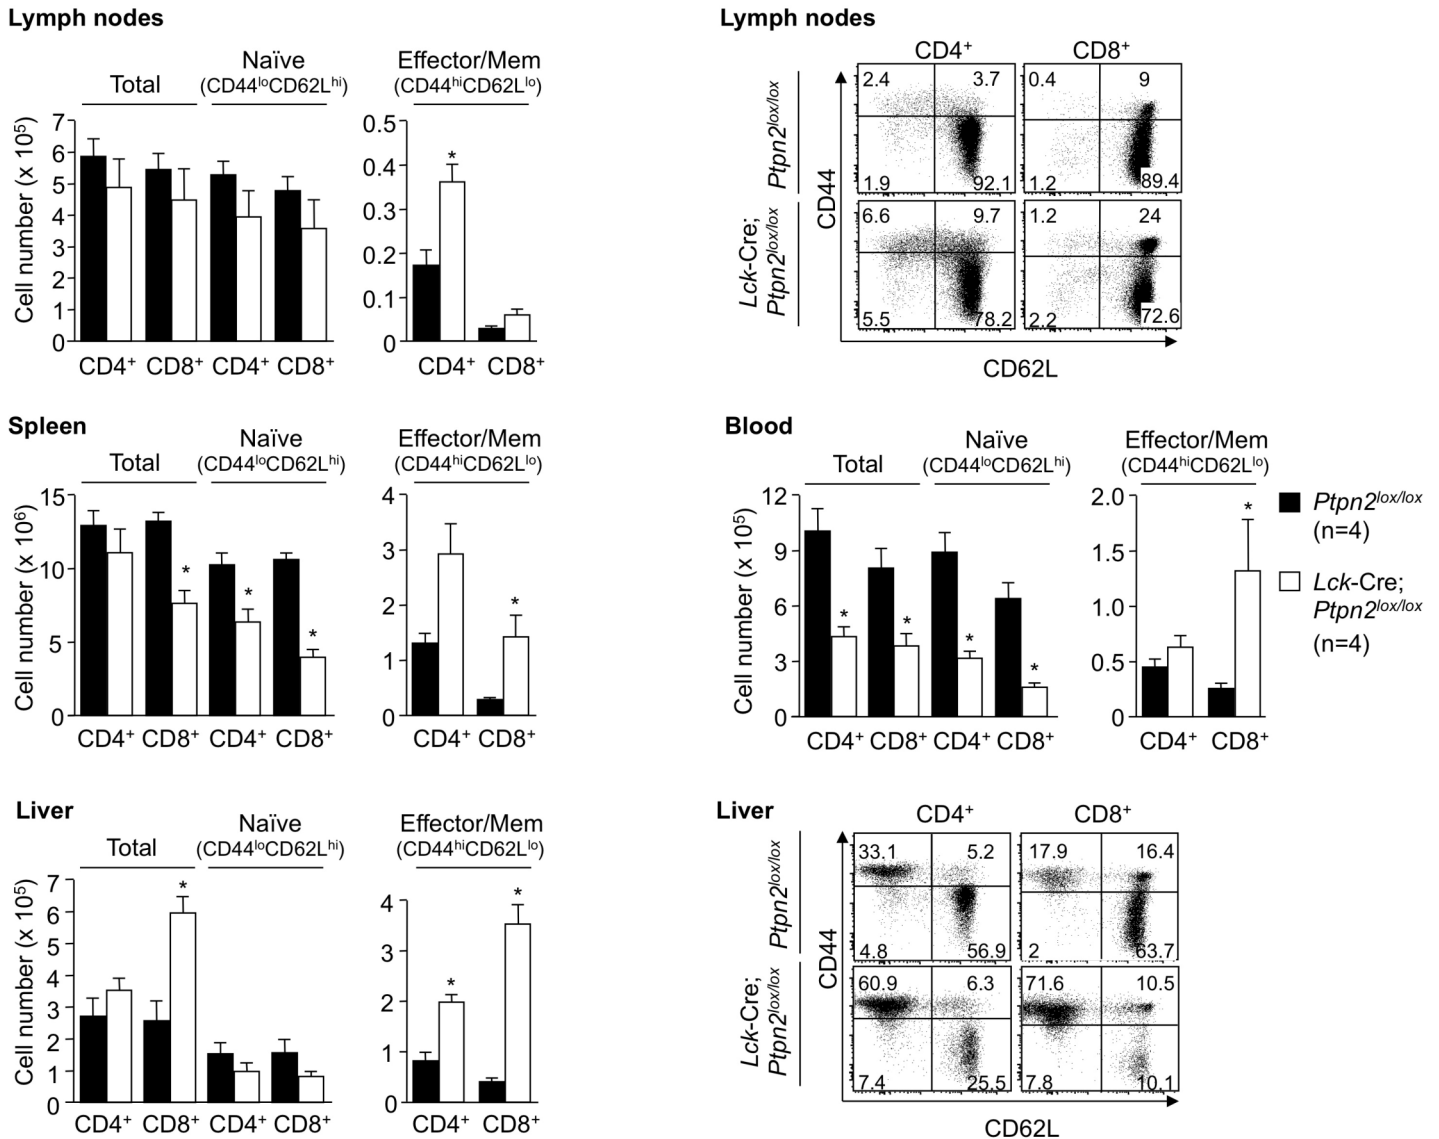 Lymph nodes
Total
Naïve
(CD44loCD62Lhi)
Effector/Mem
(CD44hiCD62Llo)
Cell number (x 105)
7
6
5
4
3
2
1
0
CD4+ CD8+ CD4+ CD8+
0.5
0.4
0.3
0.2
0.1
0
*
CD4+ CD8+
Lymph nodes
CD4+ CD8+
Ptpn2lox/lox
2.4 3.7 0.4 9
1.9 92.1 1.2 89.4
Lck-Cre;
Ptpn2lox/lox
6.6 9.7 1.2 24
5.5 78.2 2.2 72.6
CD44
CD62L
Spleen
Total
Naïve
(CD44loCD62Lhi)
Effector/Mem
(CD44hiCD62Llo)
Cell number (x 106)
15
10
5
0
* * *
CD4+ CD8+ CD4+ CD8+
4
3
2
1
0
*
CD4+ CD8+
Blood
Total
Naïve
(CD44loCD62Lhi)
Effector/Mem
(CD44hiCD62Llo)
Cell number (x 105)
12
9
6
3
0
* * * *
CD4+ CD8+ CD4+ CD8+
2.0
1.5
1.0
0.5
0
*
CD4+ CD8+
Ptpn2lox/lox
(n=4)
Lck-Cre;
Ptpn2lox/lox
(n=4)
Liver
Total
Naïve
(CD44loCD62Lhi)
Effector/Mem
(CD44hiCD62Llo)
Cell number (x 105)
7
6
5
4
3
2
1
0
*
CD4+ CD8+ CD4+ CD8+
4
3
2
1
0
* *
CD4+ CD8+
Liver
CD4+ CD8+
Ptpn2lox/lox
33.1 5.2 17.9 16.4
4.8 56.9 2 63.7
Lck-Cre;
Ptpn2lox/lox
60.9 6.3 71.6 10.5
7.4 25.5 7.8 10.1
CD44
CD62L